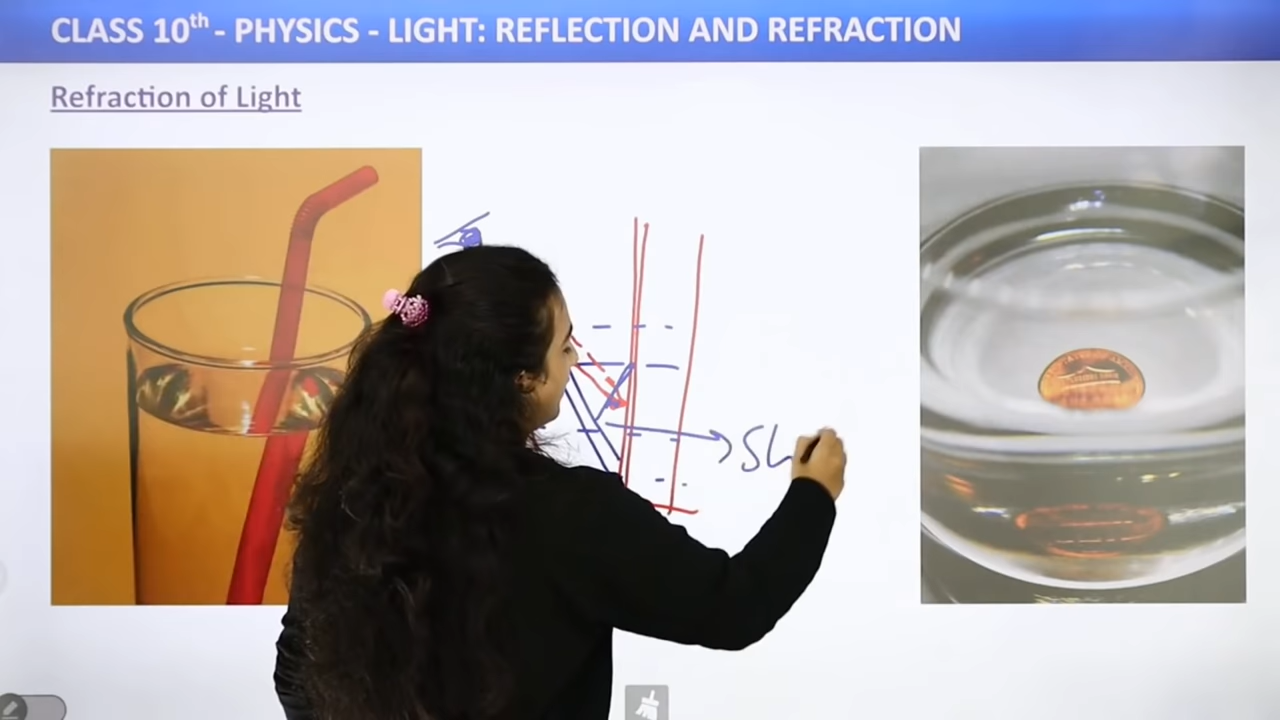 CLASS 10th - PHYSICS - LIGHT: REFLECTION AND REFRACTION
Refraction of Light